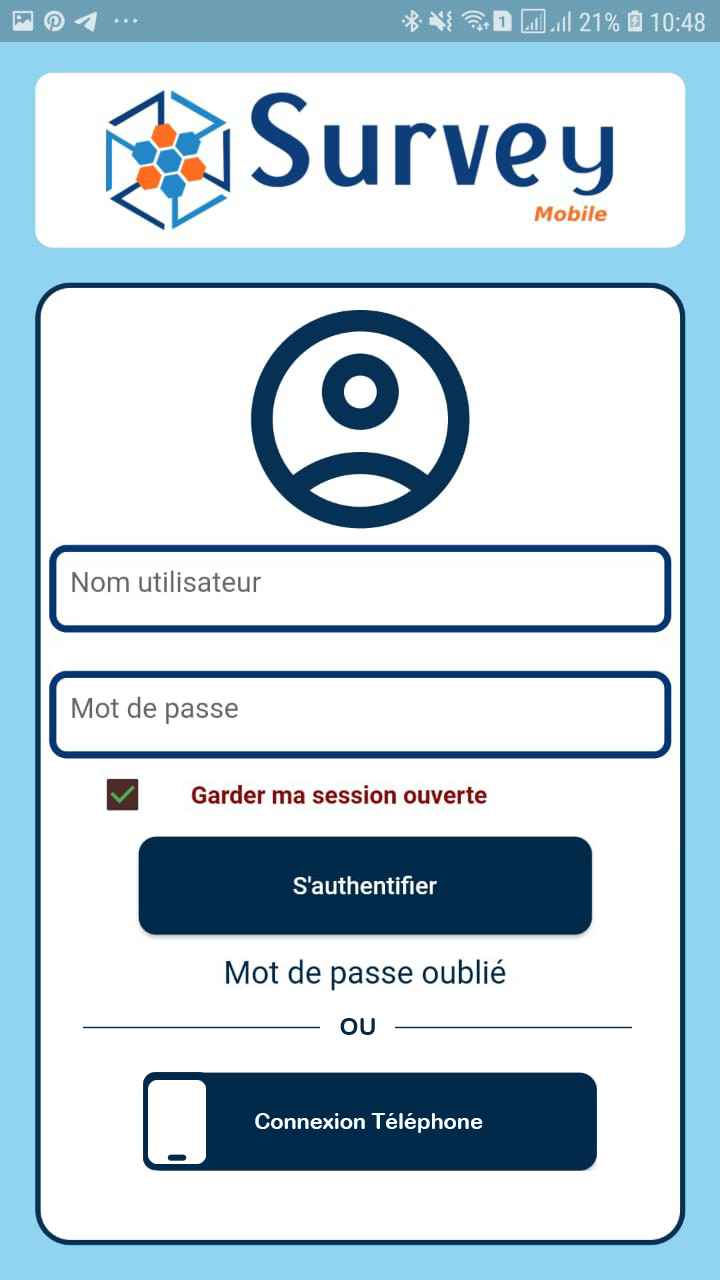 1 21% 10:48
Survey
Mobile
Nom utilisateur
Mot de passe
Garder ma session ouverte
S'authentifier
Mot de passe oublié
OU
Connexion Téléphone